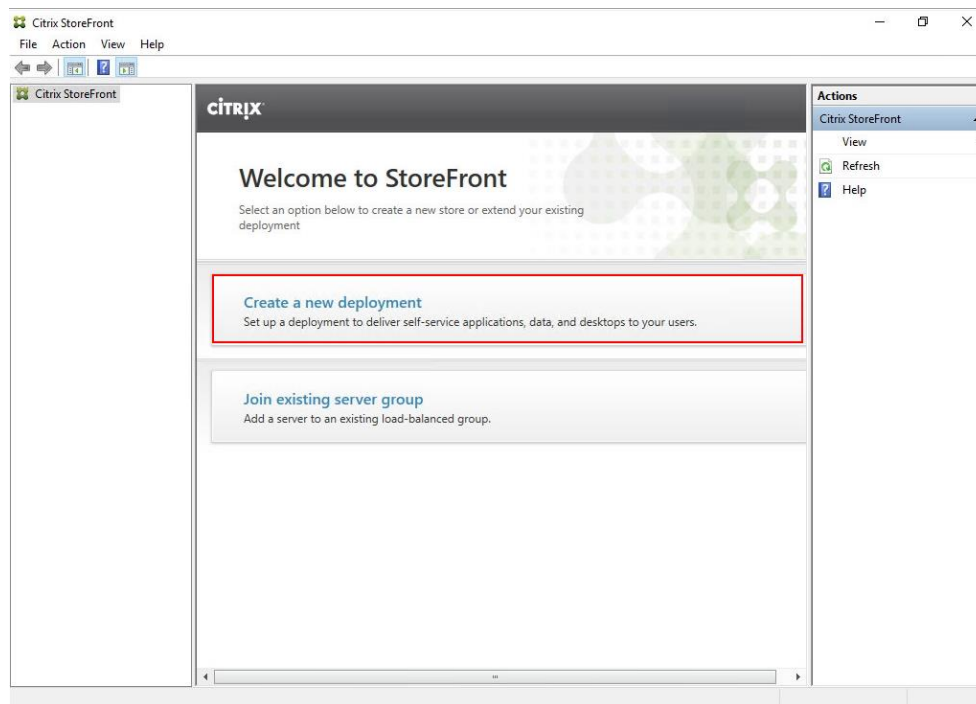 Citrix StoreFront
File Action View Help
Citrix StoreFront
CİTRIX
Welcome to StoreFront
Select an option below to create a new store or extend your existing
deployment
Create a new deployment
Set up a deployment to deliver self-service applications, data, and desktops to your users.
Join existing server group
Add a server to an existing load-balanced group.
Actions
Citrix StoreFront
View
Refresh
Help